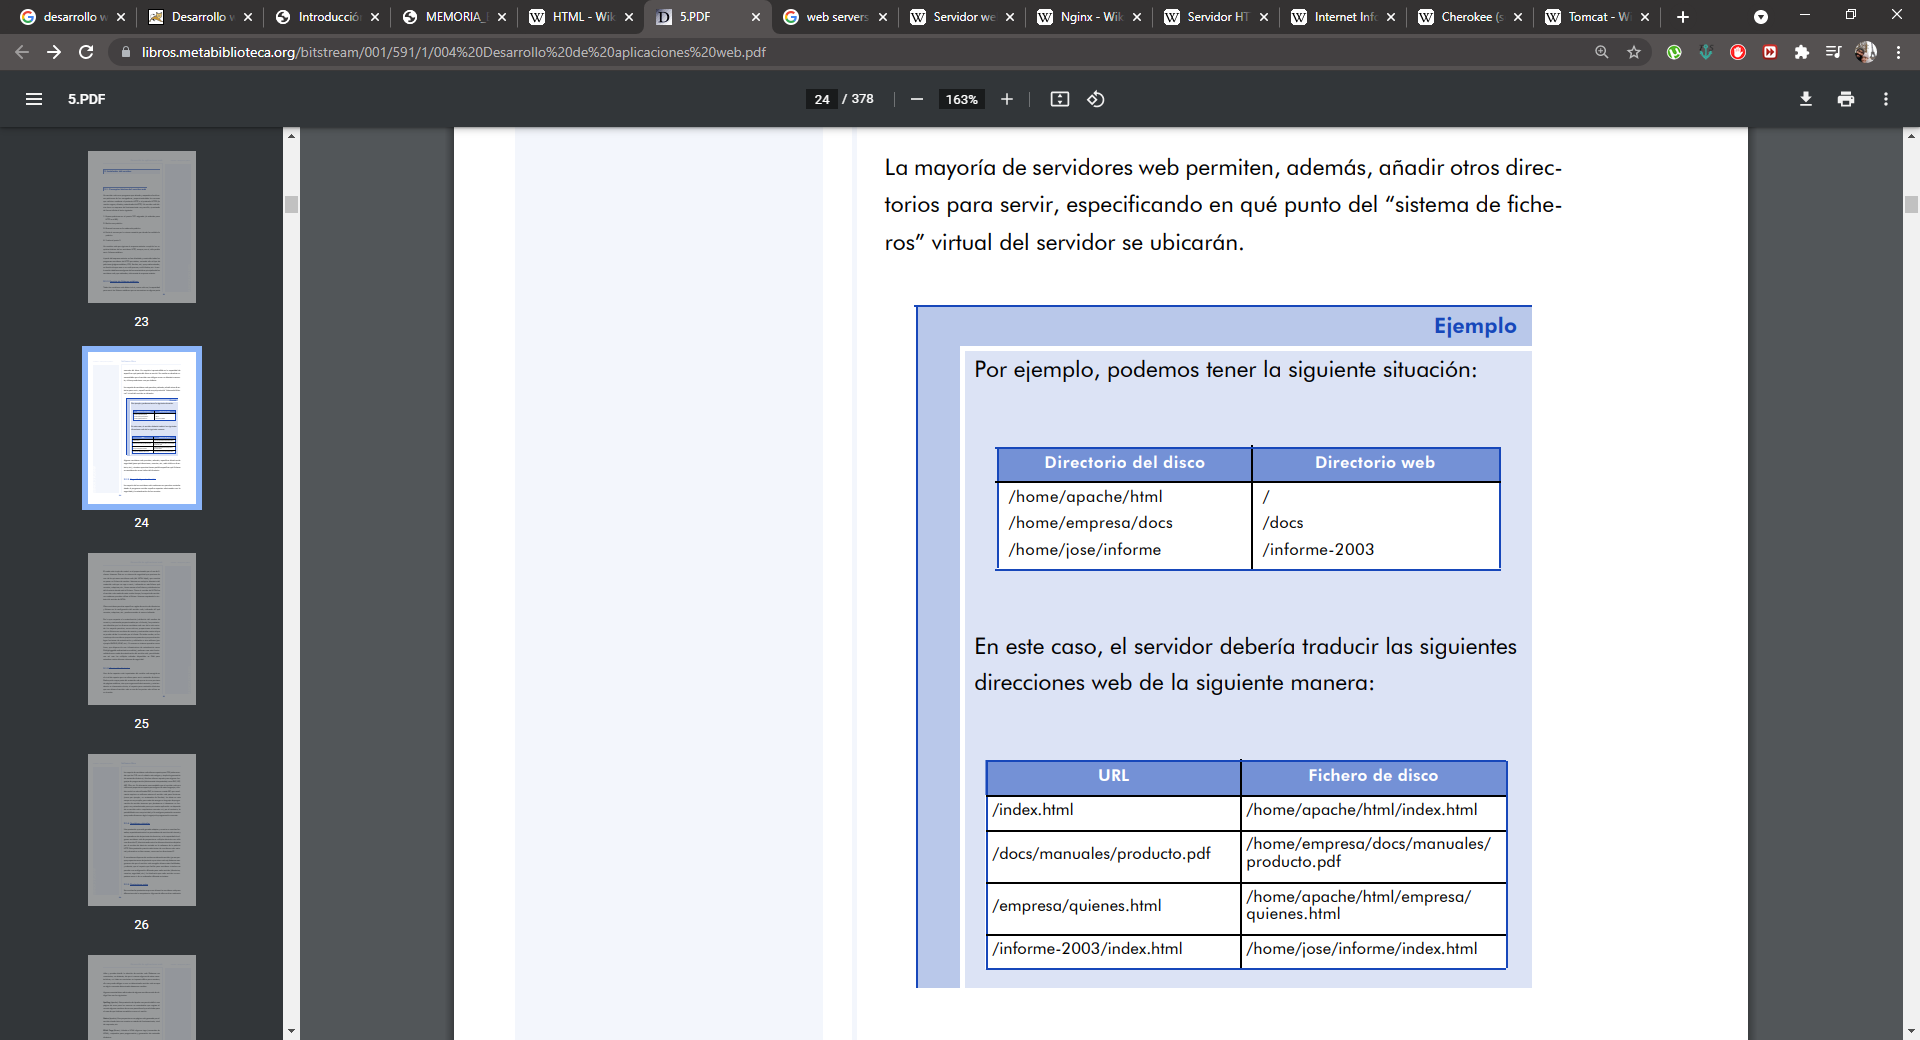 desarrollo w
Desarrollo w
Introducció
MEMORIA_
HTML - Wik
5.PDF
web servers
Servidor we
Nginx - Wik
Servidor HT
Internet Info
Cherokee (s
Tomcat - W
libros.metabiblioteca.org/bitstream/001/591/1/004%20Desarrollo%20de%20aplicaciones%20web.pdf
5.PDF
24 / 378
163%
23
24
25
26
La mayoría de servidores web permiten, además, añadir otros direc-
torios para servir, especificando en qué punto del “sistema de fiche-
ros” virtual del servidor se ubicarán.
Ejemplo
Por ejemplo, podemos tener la siguiente situación:
Directorio del disco Directorio web
/home/apache/html /
/home/empresa/docs /docs
/home/jose/informe /informe-2003
En este caso, el servidor debería traducir las siguientes
direcciones web de la siguiente manera:
URL Fichero de disco
/index.html /home/apache/html/index.html
/docs/manuales/producto.pdf /home/empresa/docs/manuales/
producto.pdf
/empresa/quienes.html /home/apache/html/empresa/
quienes.html
/informe-2003/index.html /home/jose/informe/index.html